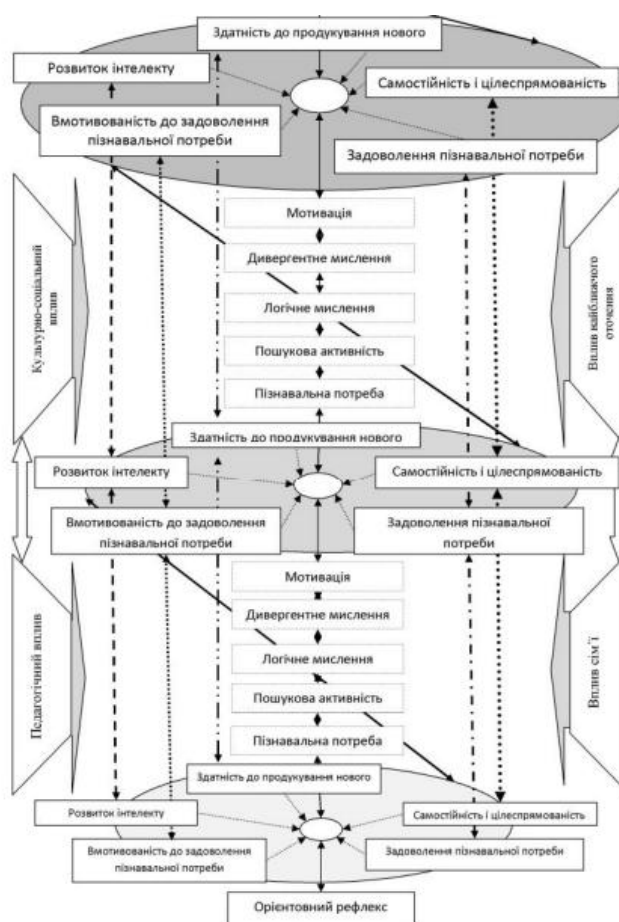 Здатність до продукування нового
Розвиток інтелекту
Самостійність і цілеспрямованість
Вмотивованість до задоволення
пізнавальної потреби
Задоволення пізнавальної потреби
Мотивація
Дивергентне мислення
Логічне мислення
Пошукова активність
Пізнавальна потреба
Культурно-соціальний
вплив
Вплив найближчого
оточення
Здатність до продукування нового
Розвиток інтелекту
Самостійність і цілеспрямованість
Вмотивованість до задоволення
пізнавальної потреби
Задоволення пізнавальної
потреби
Мотивація
Дивергентне мислення
Логічне мислення
Пошукова активність
Пізнавальна потреба
Педагогічний вплив
Вплив сім´ї
Здатність до продукування нового
Розвиток інтелекту
Самостійність і цілеспрямованість
Вмотивованість до задоволення
пізнавальної потреби
Задоволення пізнавальної потреби
Орієнтовний рефлекс